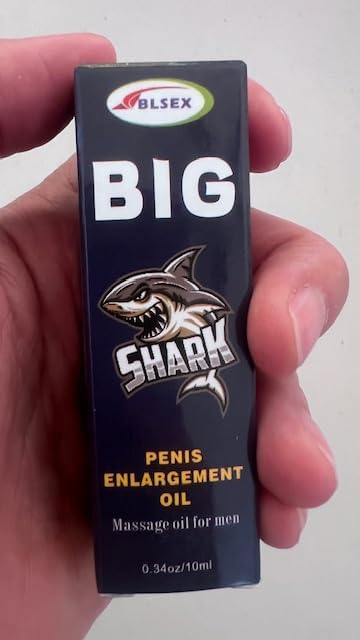 BLSEX
BIG
SHARK
PENIS
ENLARGEMENT
OIL
Massage oil for men
0.34oz/10ml